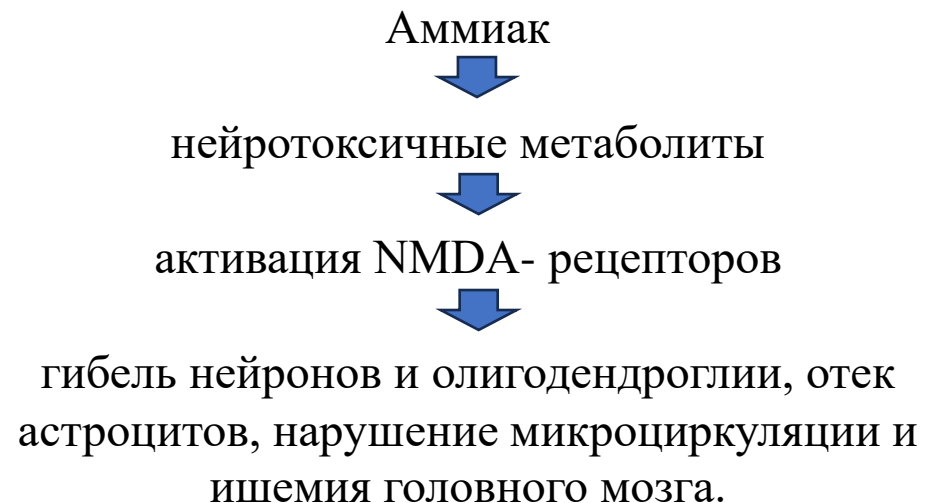 Аммиак
нейротоксичные метаболиты
активация NMDA- рецепторов
гибель нейронов и олигодендроглии, отек
астроцитов, нарушение микроциркуляции и
ишемия головного мозга.